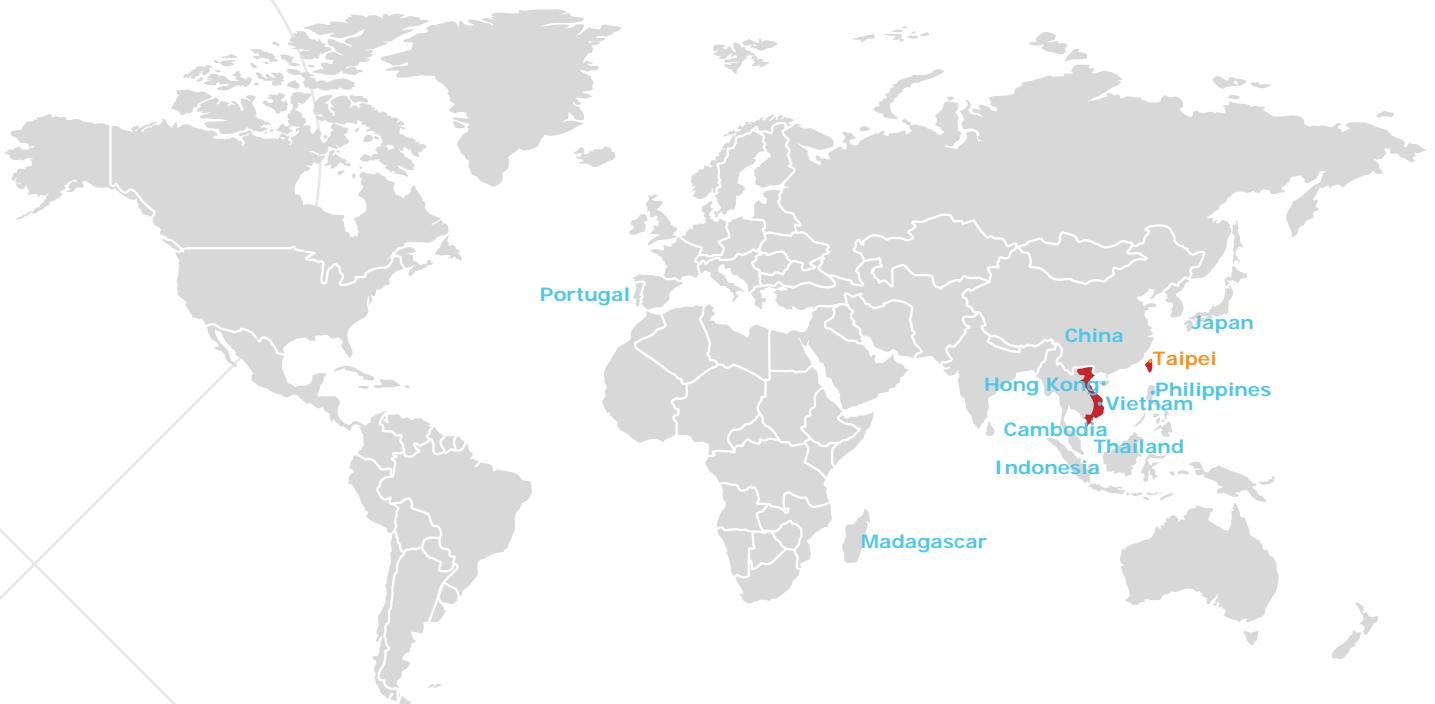 Portugal
Japan
China
Taipei
Hong Kong
Philippines
Vietnam
Cambodia
Thailand
Indonesia
Madagascar